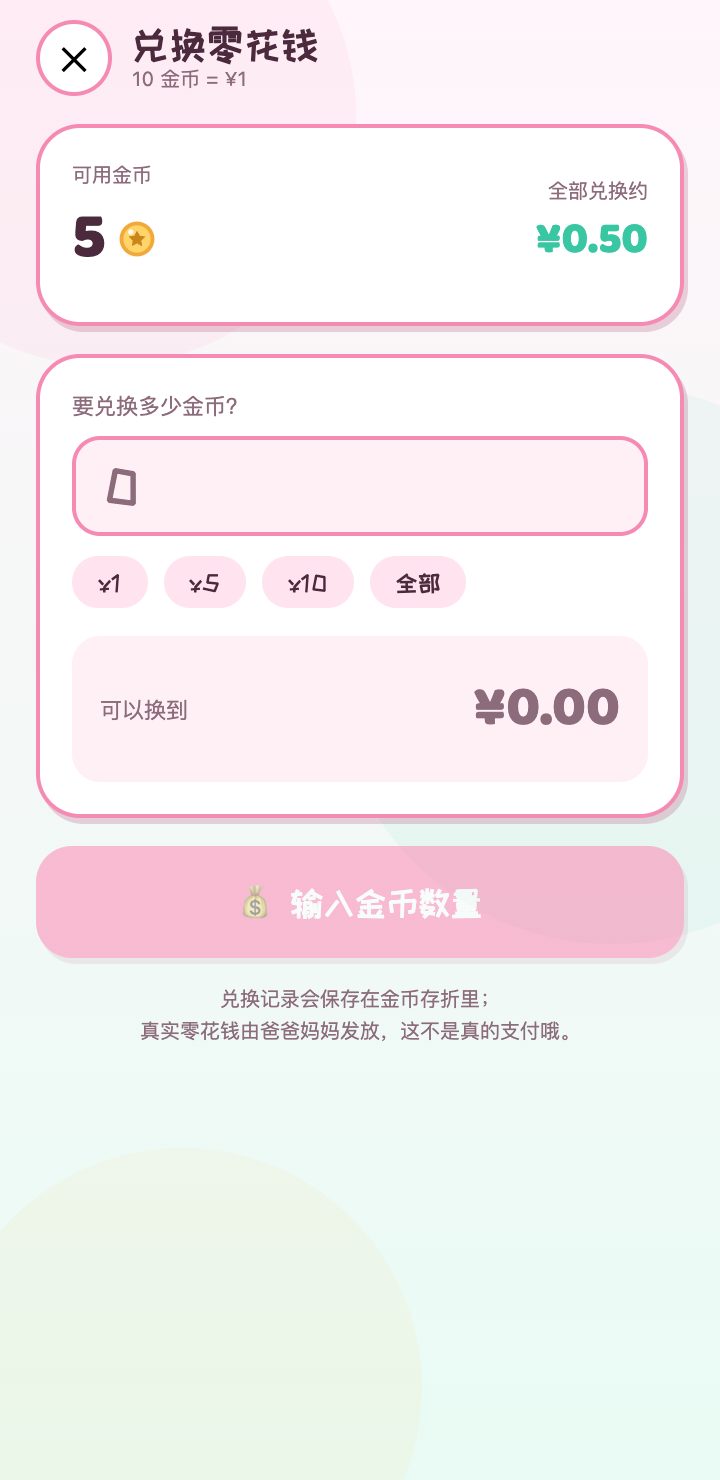 兑换零花钱
10 金币 = ¥1
可用金币
全部兑换约
5
¥0.50
要兑换多少金币?
0
¥1 ¥5 ¥10 全部
可以换到 ¥0.00
输入金币数量
兑换记录会保存在金币存折里；
真实零花钱由爸爸妈妈发放，这不是真的支付哦。